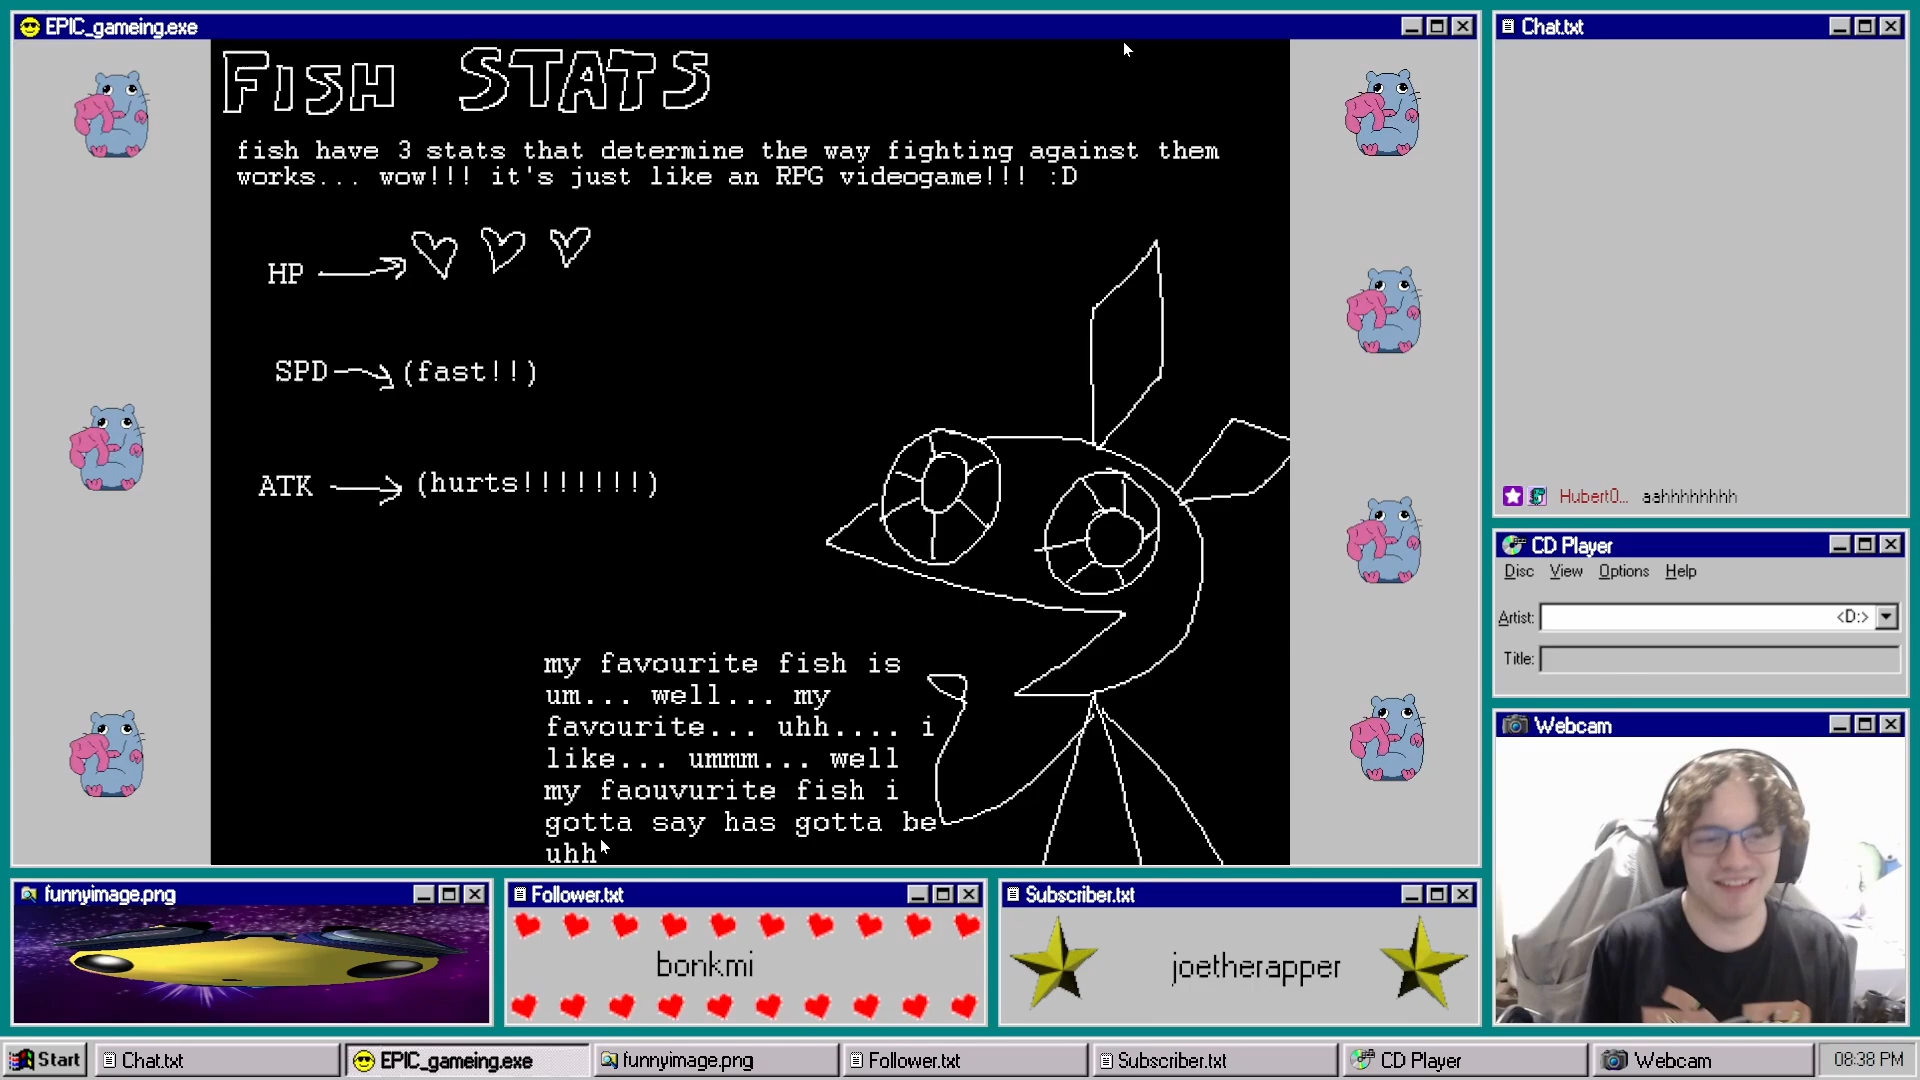 EPIC_gameing.exe
FISH STATS
fish have 3 stats that determine the way fighting against them
works... wow!!! it's just like an RPG videogame!!! :D
HP
SPD (fast!!)
ATK (hurts!!!!!!!)
my favourite fish is
um... well... my
favourite... uhh.... i
like... ummm... well
my faouvurite fish i
gotta say has gotta be
uhh
Chat.txt
Hubert0... aahhhhhhhh
CD Player
Disc View Options Help
Artist: <D:>
Title:
Webcam
funnyimage.png
Follower.txt
bonkmi
Subscriber.txt
joetherapper
Start Chat.txt EPIC_gameing.exe funnyimage.png Follower.txt Subscriber.txt CD Player Webcam 08:38 PM